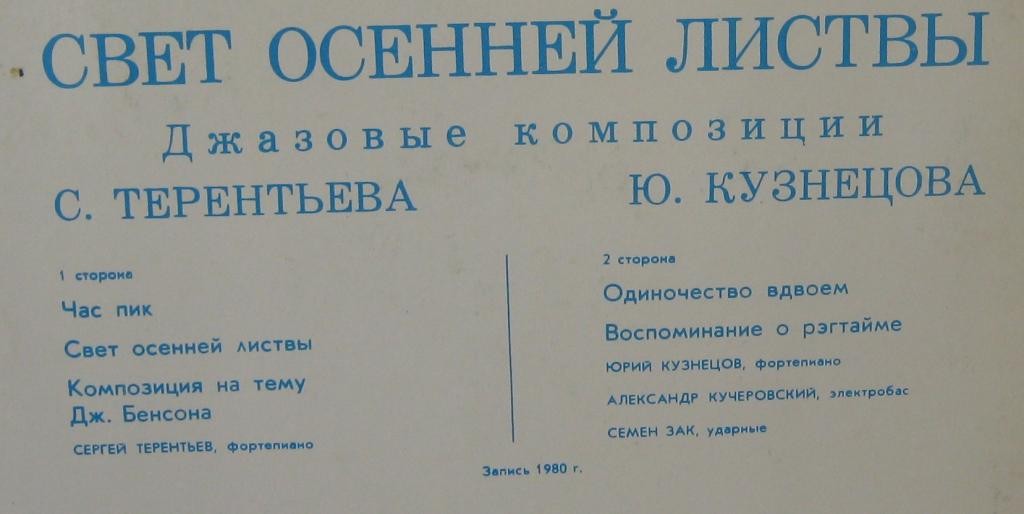 СВЕТ ОСЕННЕЙ ЛИСТВЫ
Джазовые композиции
С. ТЕРЕНТЬЕВА
Ю. КУЗНЕЦОВА
1 сторона
Час пик
Свет осенней листвы
Композиция на тему
Дж. Бенсона
СЕРГЕЙ ТЕРЕНТЬЕВ, фортепиано
2 сторона
Одиночество вдвоем
Воспоминание о рэгтайме
ЮРИЙ КУЗНЕЦОВ, фортепиано
АЛЕКСАНДР КУЧЕРОВСКИЙ, электробас
СЕМЕН ЗАК, ударные
Запись 1980 г.